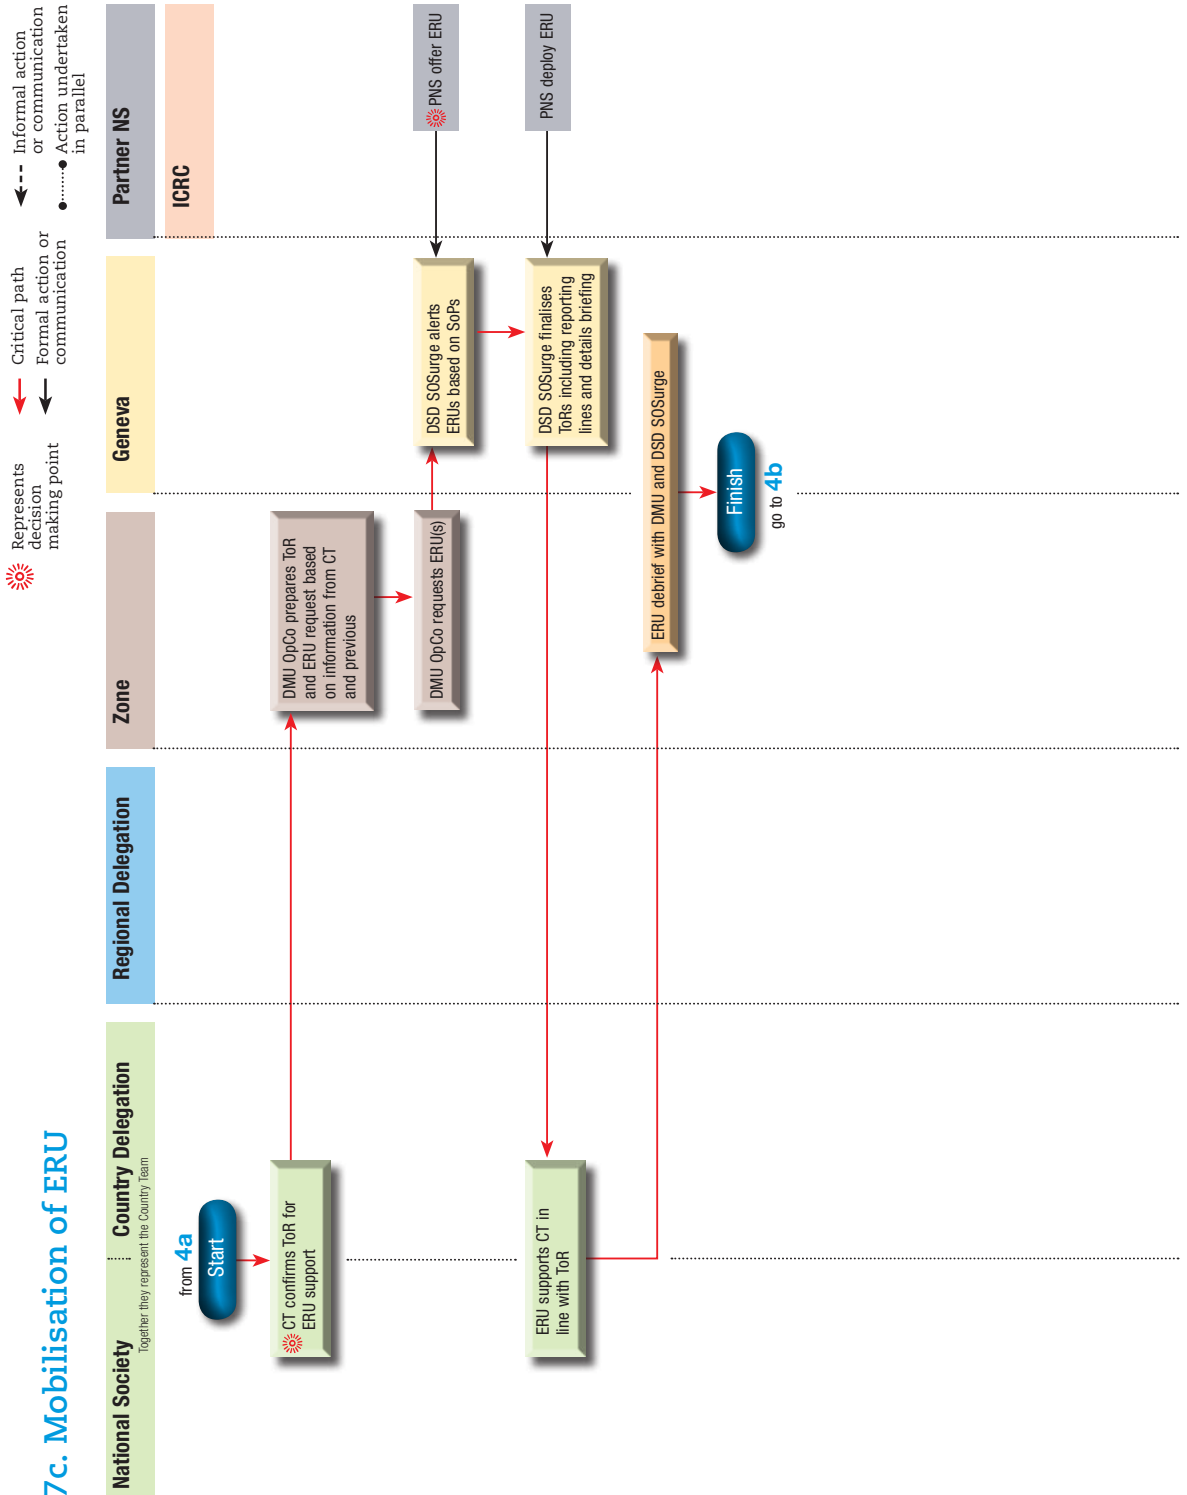 7c. Mobilisation of ERU
Represents
decision
making point
Critical path
Formal action or
communication
Informal action
or communication
Action undertaken
in parallel
National Society
Country Delegation
Together they represent the Country Team
Regional Delegation
Zone
Geneva
Partner NS
ICRC
from 4a
Start
CT confirms ToR for
ERU support
DMU OpCo prepares ToR
and ERU request based
on information from CT
and previous
DMU OpCo requests ERU(s)
DSD SOSurge alerts
ERUs based on SoPs
PNS offer ERU
DSD SOSurge finalises
ToRs including reporting
lines and details briefing
PNS deploy ERU
ERU supports CT in
line with ToR
ERU debrief with DMU and DSD SOSurge
Finish
go to 4b